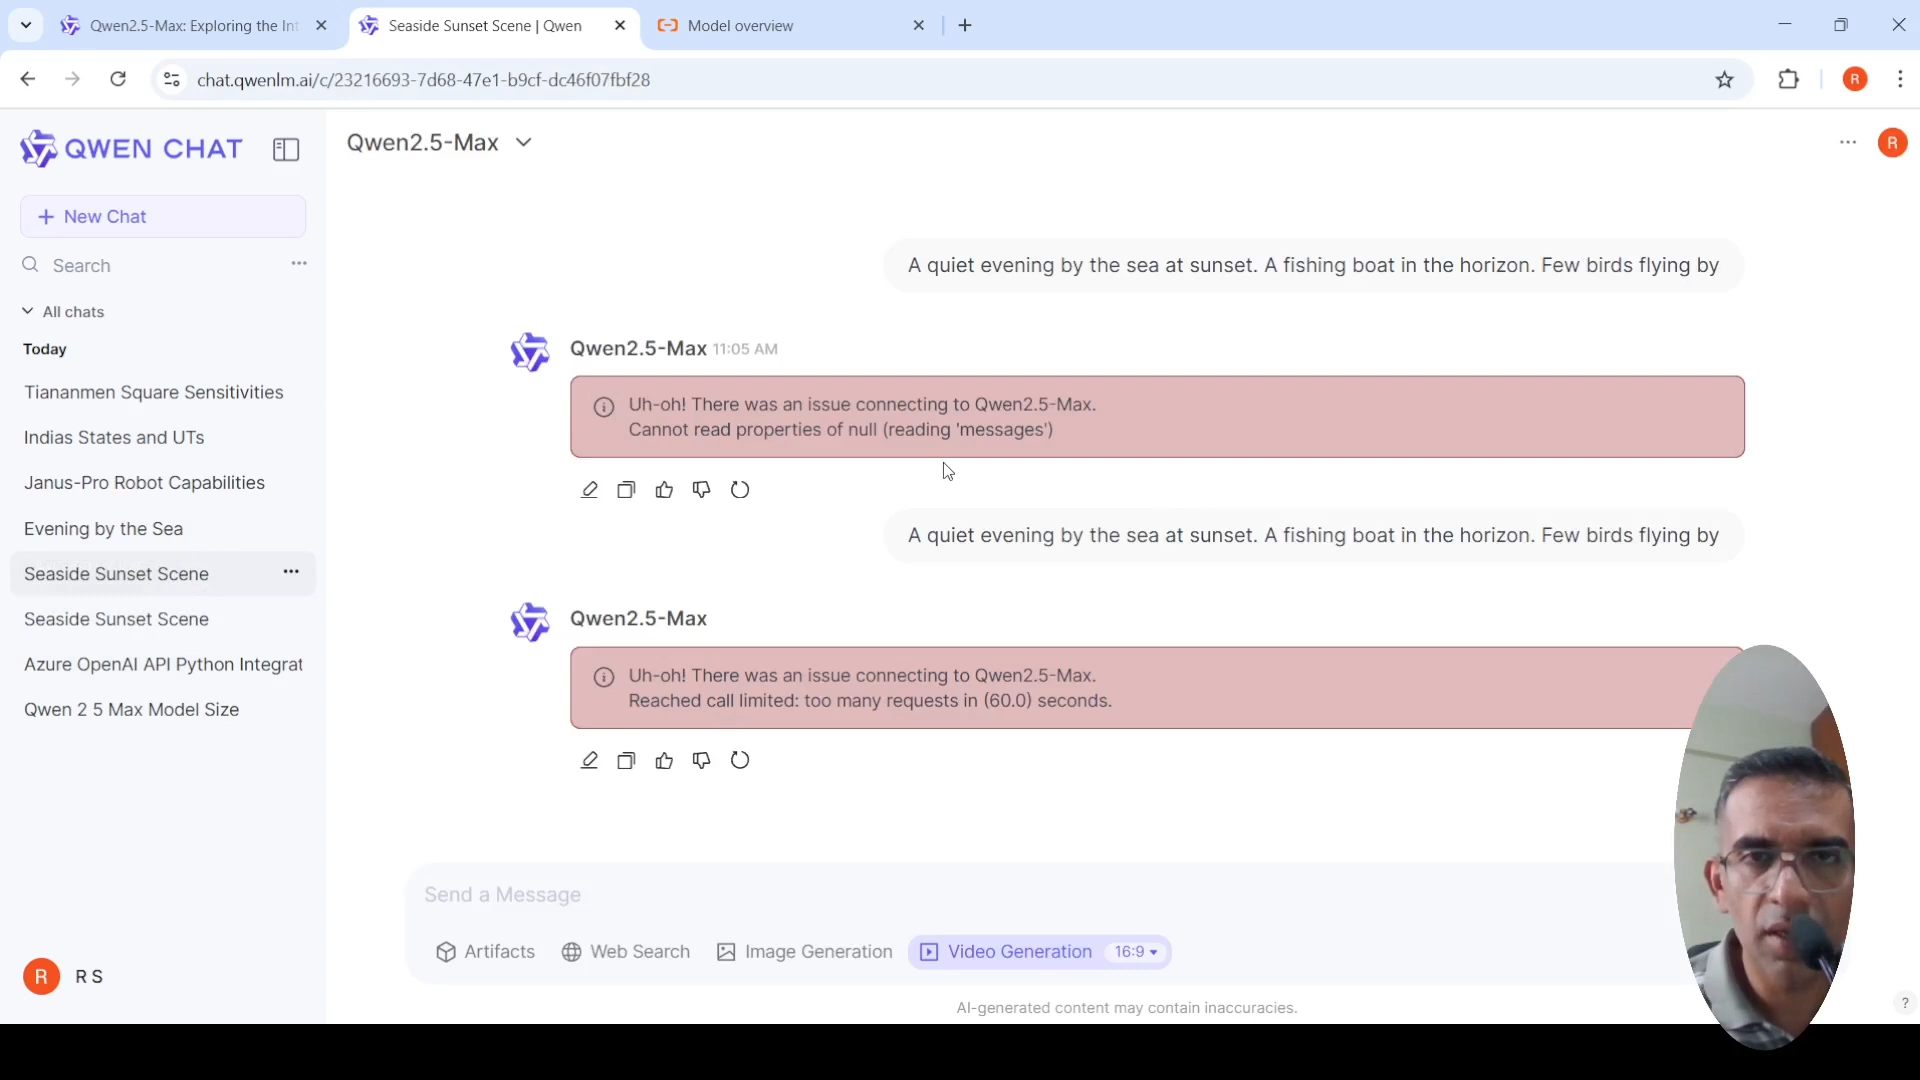 Qwen2.5-Max: Exploring the Int
Seaside Sunset Scene | Qwen
Model overview
chat.qwenlm.ai/c/23216693-7d68-47e1-b9cf-dc46f07fbf28
R
QWEN CHAT
Qwen2.5-Max
R
New Chat
Search
All chats
Today
Tiananmen Square Sensitivities
Indias States and UTs
Janus-Pro Robot Capabilities
Evening by the Sea
Seaside Sunset Scene
Seaside Sunset Scene
Azure OpenAI API Python Integrat
Qwen 2 5 Max Model Size
R
R S
A quiet evening by the sea at sunset. A fishing boat in the horizon. Few birds flying by
Qwen2.5-Max 11:05 AM
Uh-oh! There was an issue connecting to Qwen2.5-Max.
Cannot read properties of null (reading 'messages')
A quiet evening by the sea at sunset. A fishing boat in the horizon. Few birds flying by
Qwen2.5-Max
Uh-oh! There was an issue connecting to Qwen2.5-Max.
Reached call limited: too many requests in (60.0) seconds.
Send a Message
Artifacts Web Search Image Generation Video Generation 16:9
AI-generated content may contain inaccuracies.
?